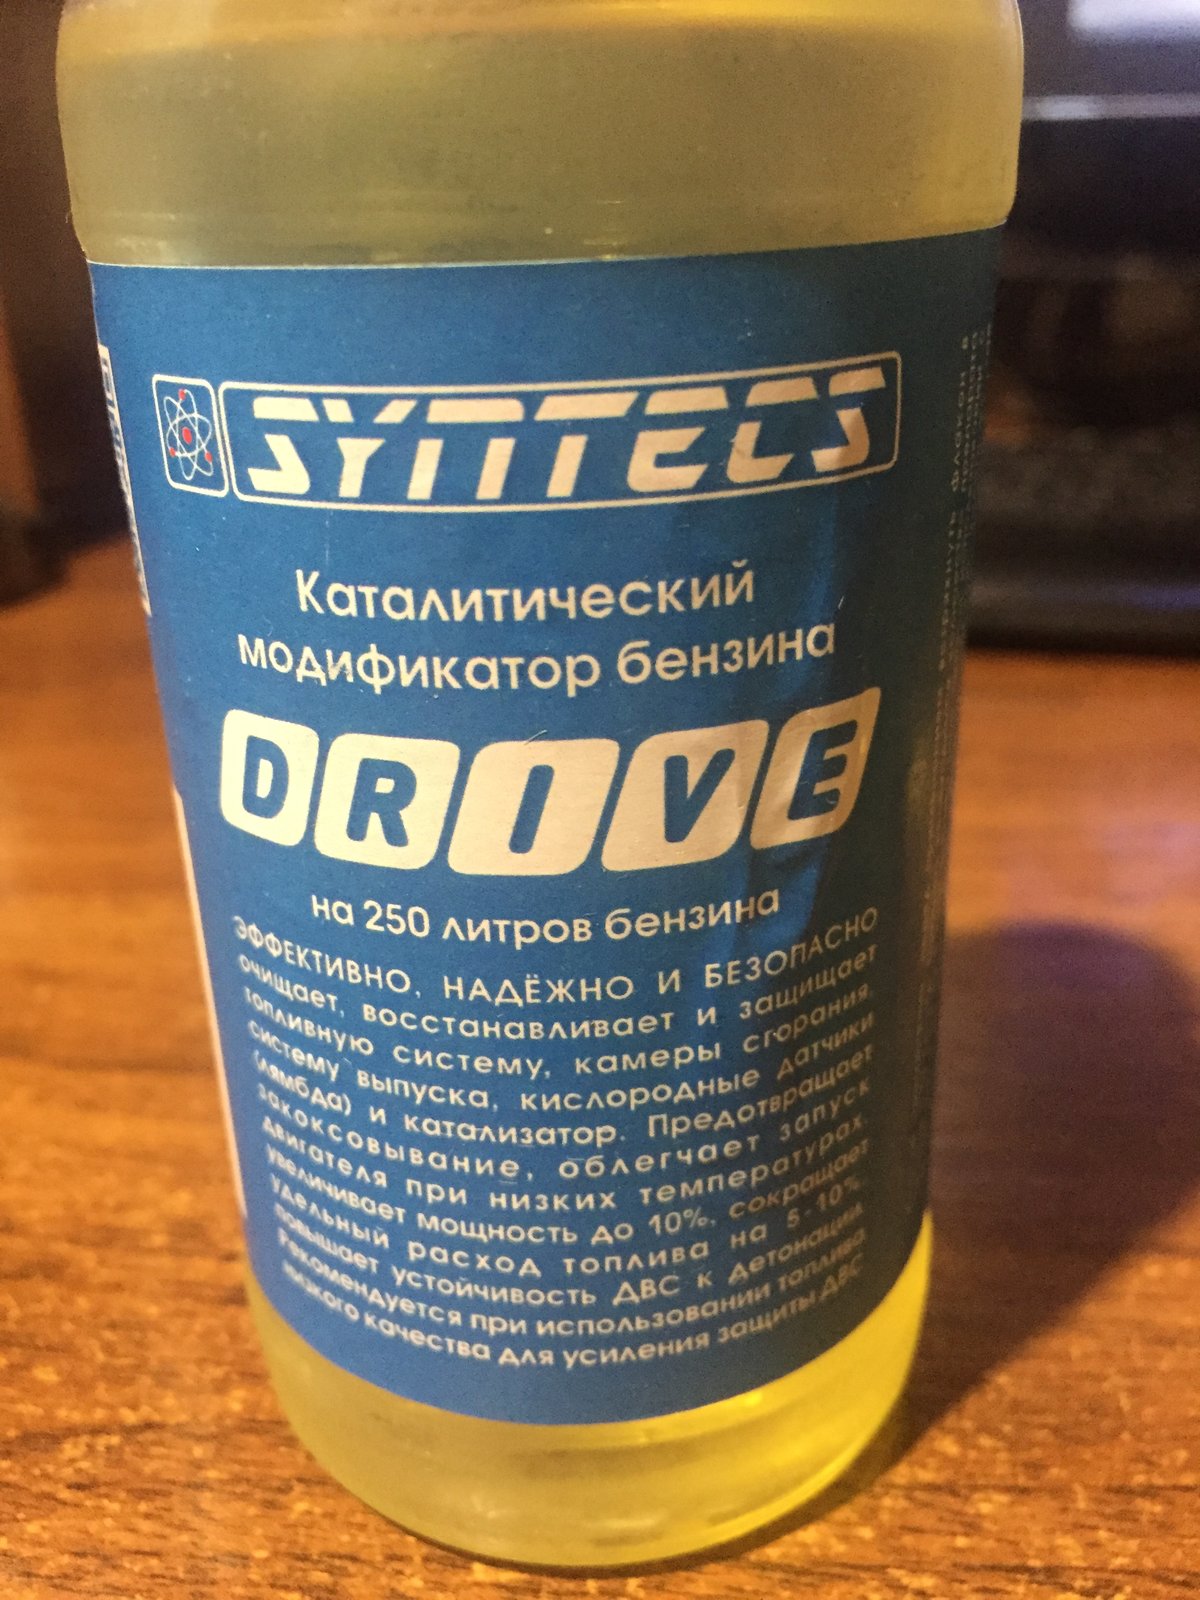 SYNTECS
Каталитический
модификатор бензина
DRIVE
на 250 литров бензина
ЭФФЕКТИВНО, НАДЁЖНО И БЕЗОПАСНО
очищает, восстанавливает и защищает
топливную систему, камеры сгорания,
систему выпуска, кислородные датчики
(лямбда) и катализатор. Предотвращает
закоксовывание, облегчает запуск
двигателя при низких температурах,
увеличивает мощность до 10%, сокращает
удельный расход топлива на 5-10%,
повышает устойчивость ДВС к детонации.
Рекомендуется при использовании топлива
низкого качества для усиления защиты ДВС